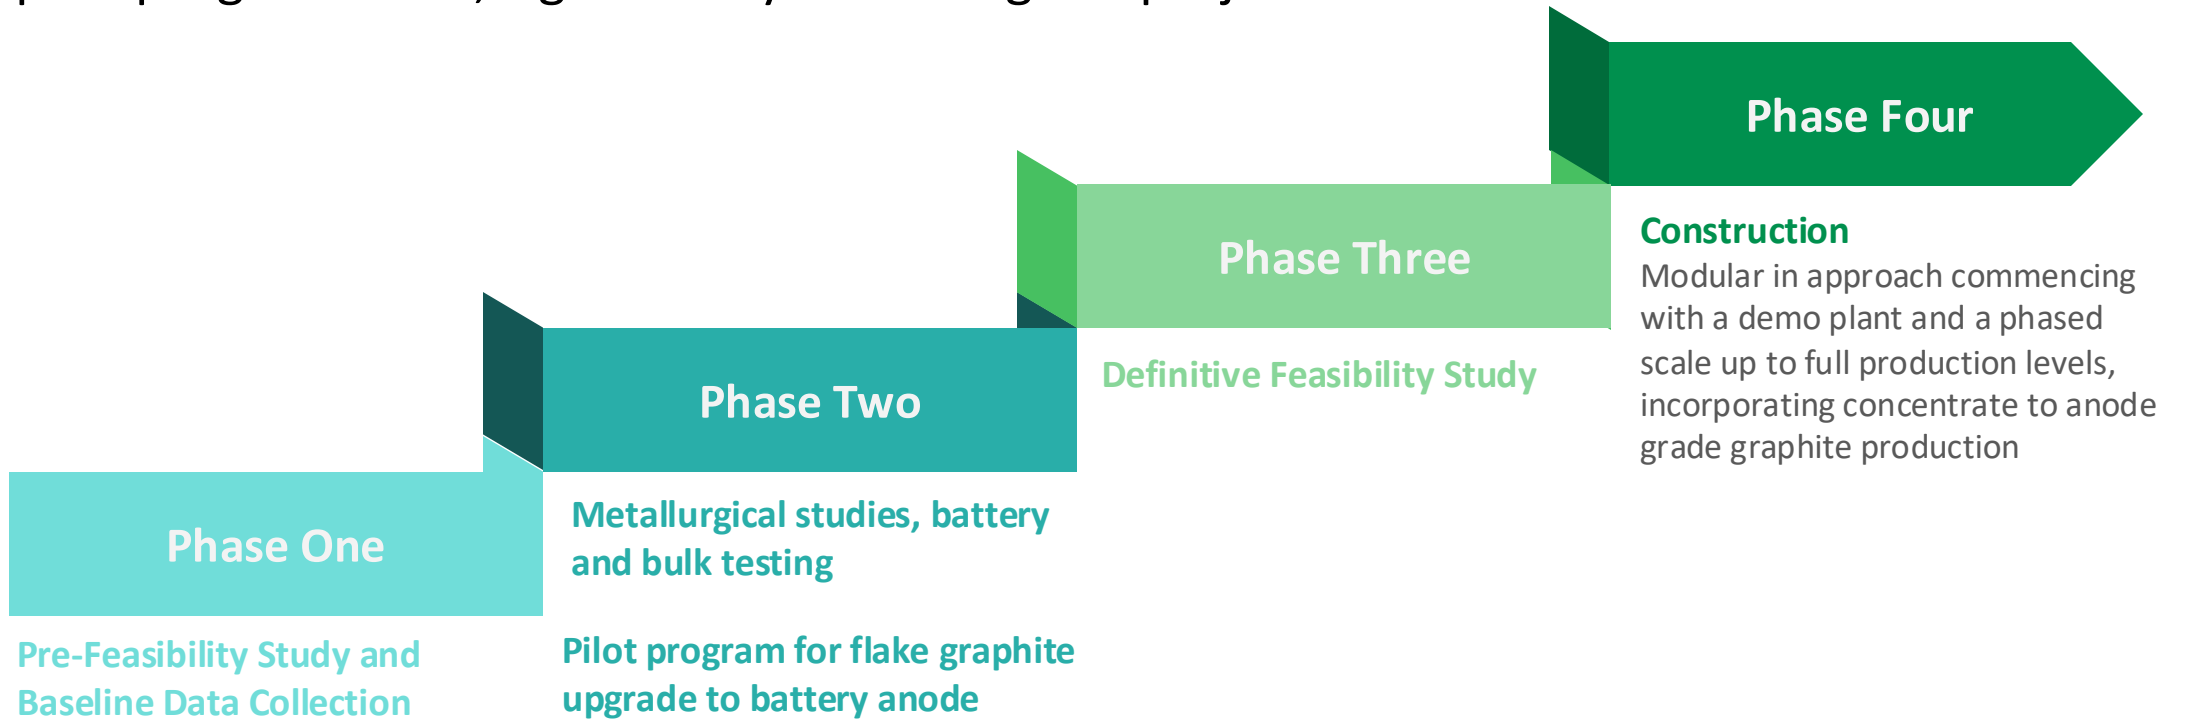 Phase Four
Construction
Modular in approach commencing
with a demo plant and a phased
scale up to full production levels,
incorporating concentrate to anode
grade graphite production
Phase Three
Definitive Feasibility Study
Phase Two
Metallurgical studies, battery
and bulk testing
Pilot program for flake graphite
upgrade to battery anode
Phase One
Pre-Feasibility Study and
Baseline Data Collection